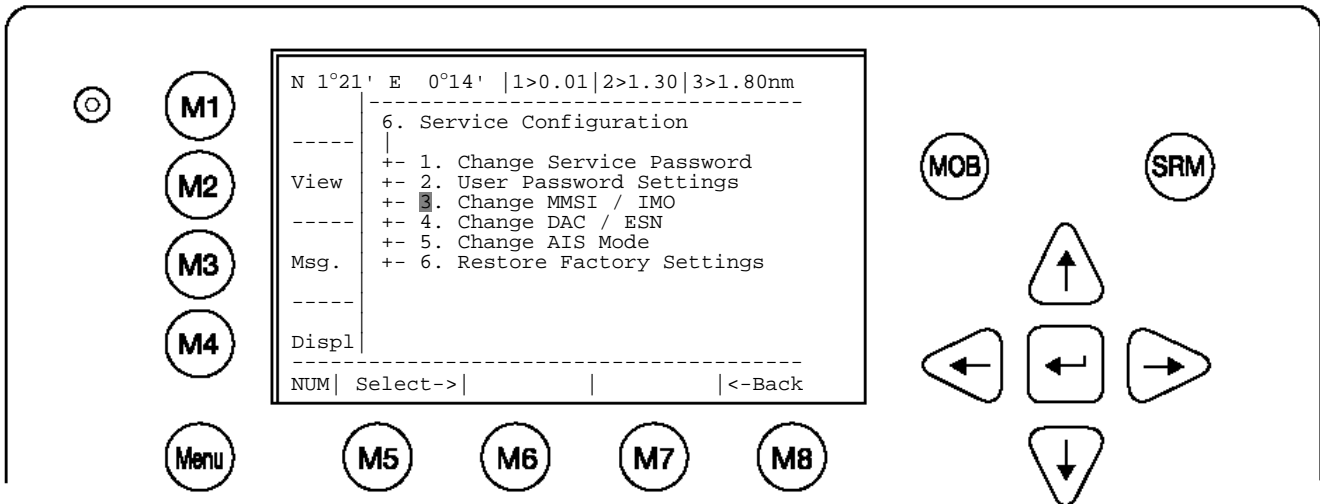 N 1°21' E 0°14' |1>0.01|2>1.30|3>1.80nm
6. Service Configuration
+- 1. Change Service Password
View +- 2. User Password Settings
+- 3. Change MMSI / IMO
+- 4. Change DAC / ESN
+- 5. Change AIS Mode
Msg. +- 6. Restore Factory Settings
Displ
NUM| Select->| | |<-Back
M1
M2
M3
M4
Menu
M5
M6
M7
M8
MOB
SRM